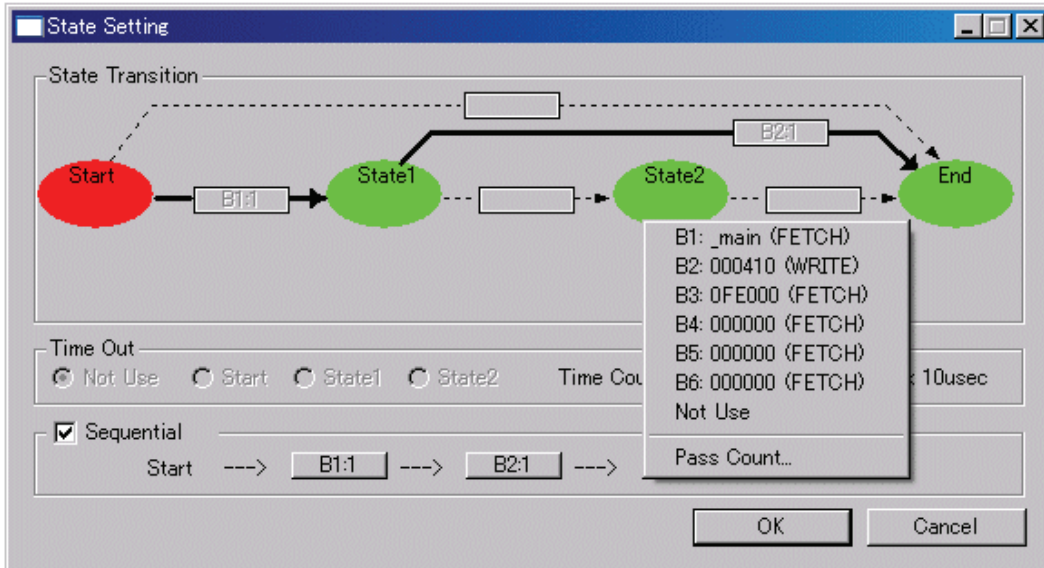 State Setting
State Transition
B2:1
Start
State1
State2
End
B1:1
B1: _main (FETCH)
B2: 000410 (WRITE)
B3: 0FE000 (FETCH)
B4: 000000 (FETCH)
B5: 000000 (FETCH)
B6: 000000 (FETCH)
Not Use
Pass Count...
Time Out
Not Use Start State1 State2 Time Cou 10usec
Sequential
Start ---> B1:1 ---> B2:1 --->
OK Cancel